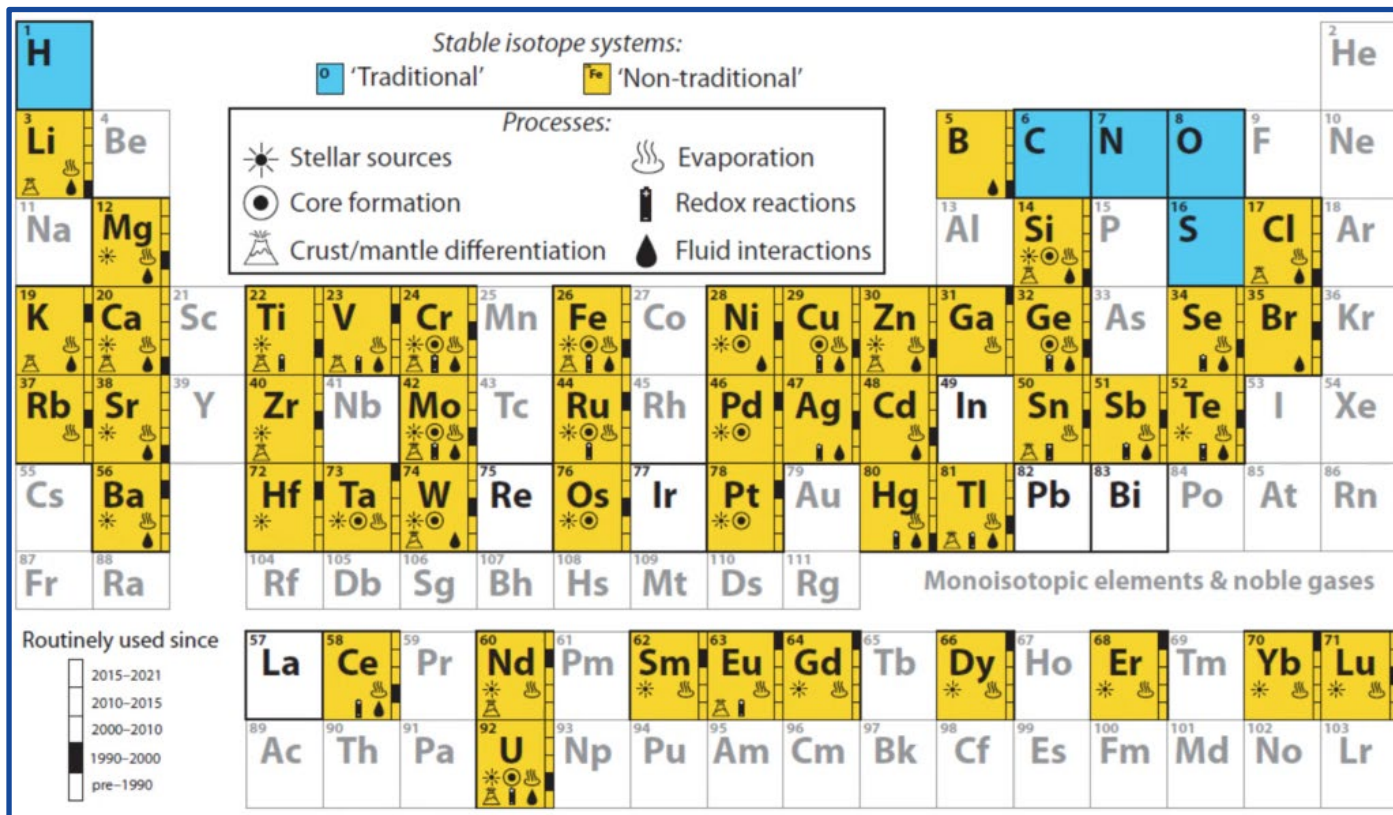 1
H
Stable isotope systems:
O 'Traditional'
Fe 'Non-traditional'
2
He
Processes:
Stellar sources
Evaporation
Core formation
Redox reactions
Crust/mantle differentiation
Fluid interactions
3 4 5 6 7 8 9 10
Li Be B C N O F Ne
11 12 13 14 15 16 17 18
Na Mg Al Si P S Cl Ar
19 20 21 22 23 24 25 26 27 28 29 30 31 32 33 34 35 36
K Ca Sc Ti V Cr Mn Fe Co Ni Cu Zn Ga Ge As Se Br Kr
37 38 39 40 41 42 43 44 45 46 47 48 49 50 51 52 53 54
Rb Sr Y Zr Nb Mo Tc Ru Rh Pd Ag Cd In Sn Sb Te I Xe
55 56 72 73 74 75 76 77 78 79 80 81 82 83 84 85 86
Cs Ba Hf Ta W Re Os Ir Pt Au Hg Tl Pb Bi Po At Rn
87 88 104 105 106 107 108 109 110 111
Fr Ra Rf Db Sg Bh Hs Mt Ds Rg
Monoisotopic elements & noble gases
Routinely used since
2015–2021
2010–2015
2000–2010
1990–2000
pre–1990
57 58 59 60 61 62 63 64 65 66 67 68 69 70 71
La Ce Pr Nd Pm Sm Eu Gd Tb Dy Ho Er Tm Yb Lu
89 90 91 92 93 94 95 96 97 98 99 100 101 102 103
Ac Th Pa U Np Pu Am Cm Bk Cf Es Fm Md No Lr